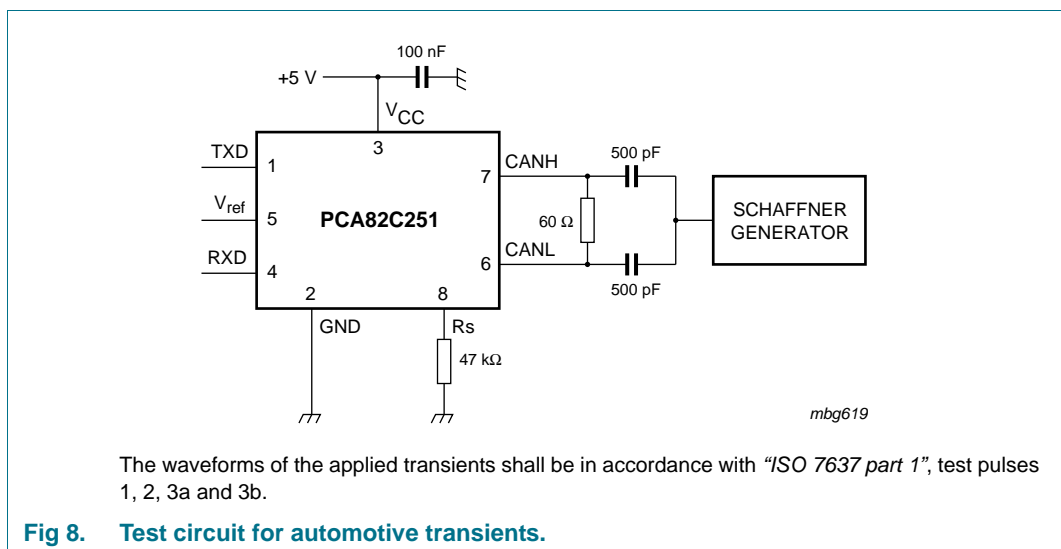 100 nF
+5 V
VCC
3
TXD
1
CANH
7
500 pF
Vref
5
PCA82C251
60 Ω
SCHAFFNER
GENERATOR
RXD
4
CANL
6
500 pF
2
8
GND
Rs
47 kΩ
mbg619
The waveforms of the applied transients shall be in accordance with “ISO 7637 part 1”, test pulses
1, 2, 3a and 3b.
Fig 8. Test circuit for automotive transients.